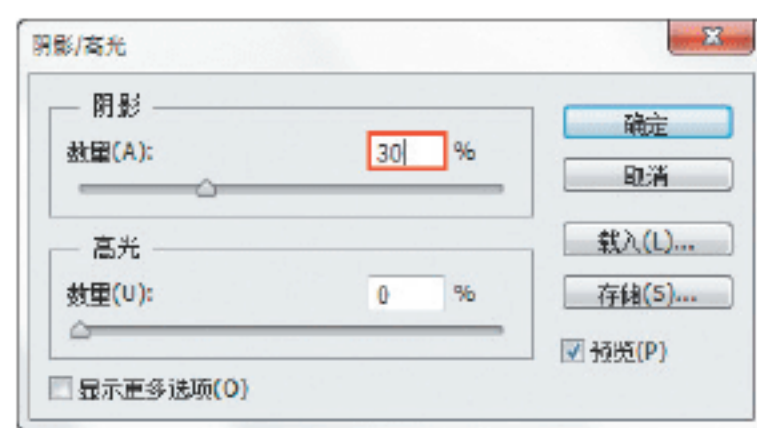 阴影/高光
阴影
数量(A): 30 %
高光
数量(U): 0 %
显示更多选项(O)
确定
取消
载入(L)...
存储(S)...
预览(P)